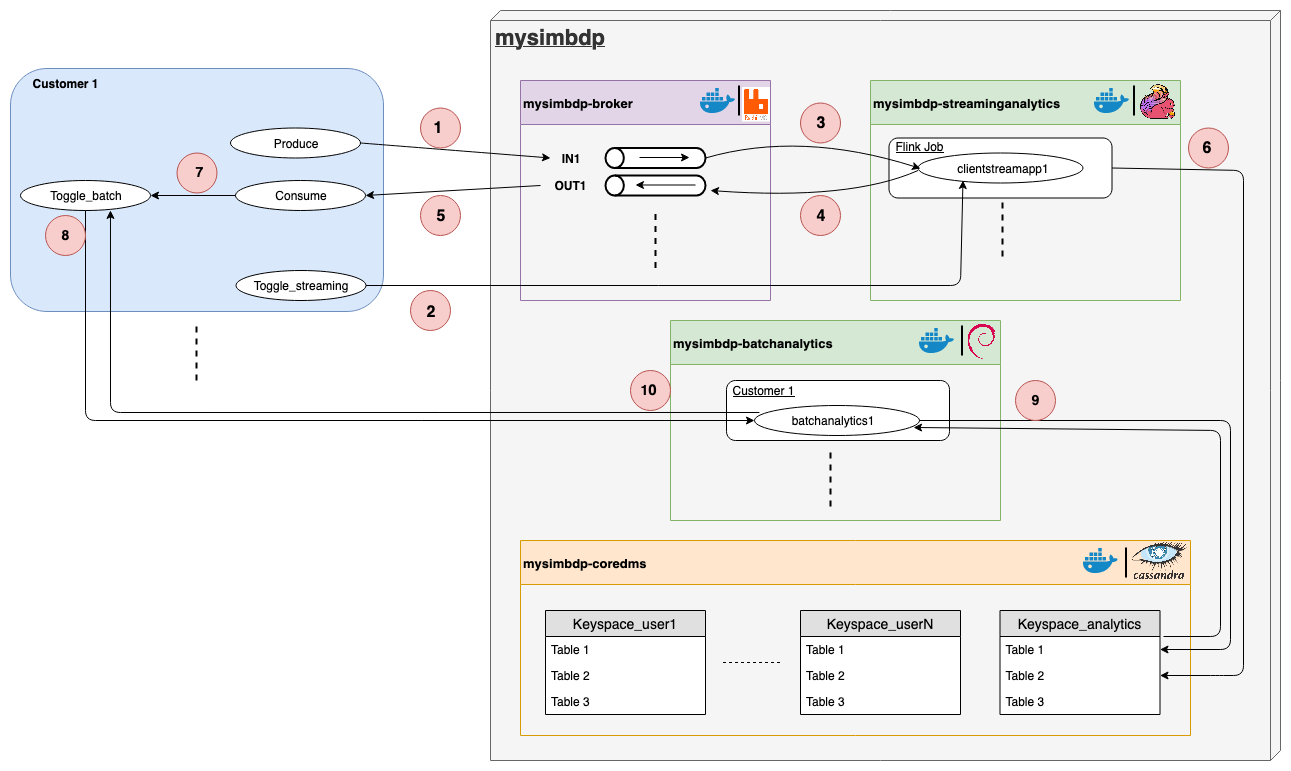 mysimbdp
Customer 1
Produce
Toggle_batch
Consume
Toggle_streaming
1
7
5
8
2
mysimbdp-broker
IN1
OUT1
3
4
mysimbdp-streaminganalytics
Flink Job
clientstreamapp1
6
mysimbdp-batchanalytics
10
Customer 1
batchanalytics1
9
mysimbdp-coredms
cassandra
Keyspace_user1
Table 1
Table 2
Table 3
Keyspace_userN
Table 1
Table 2
Table 3
Keyspace_analytics
Table 1
Table 2
Table 3